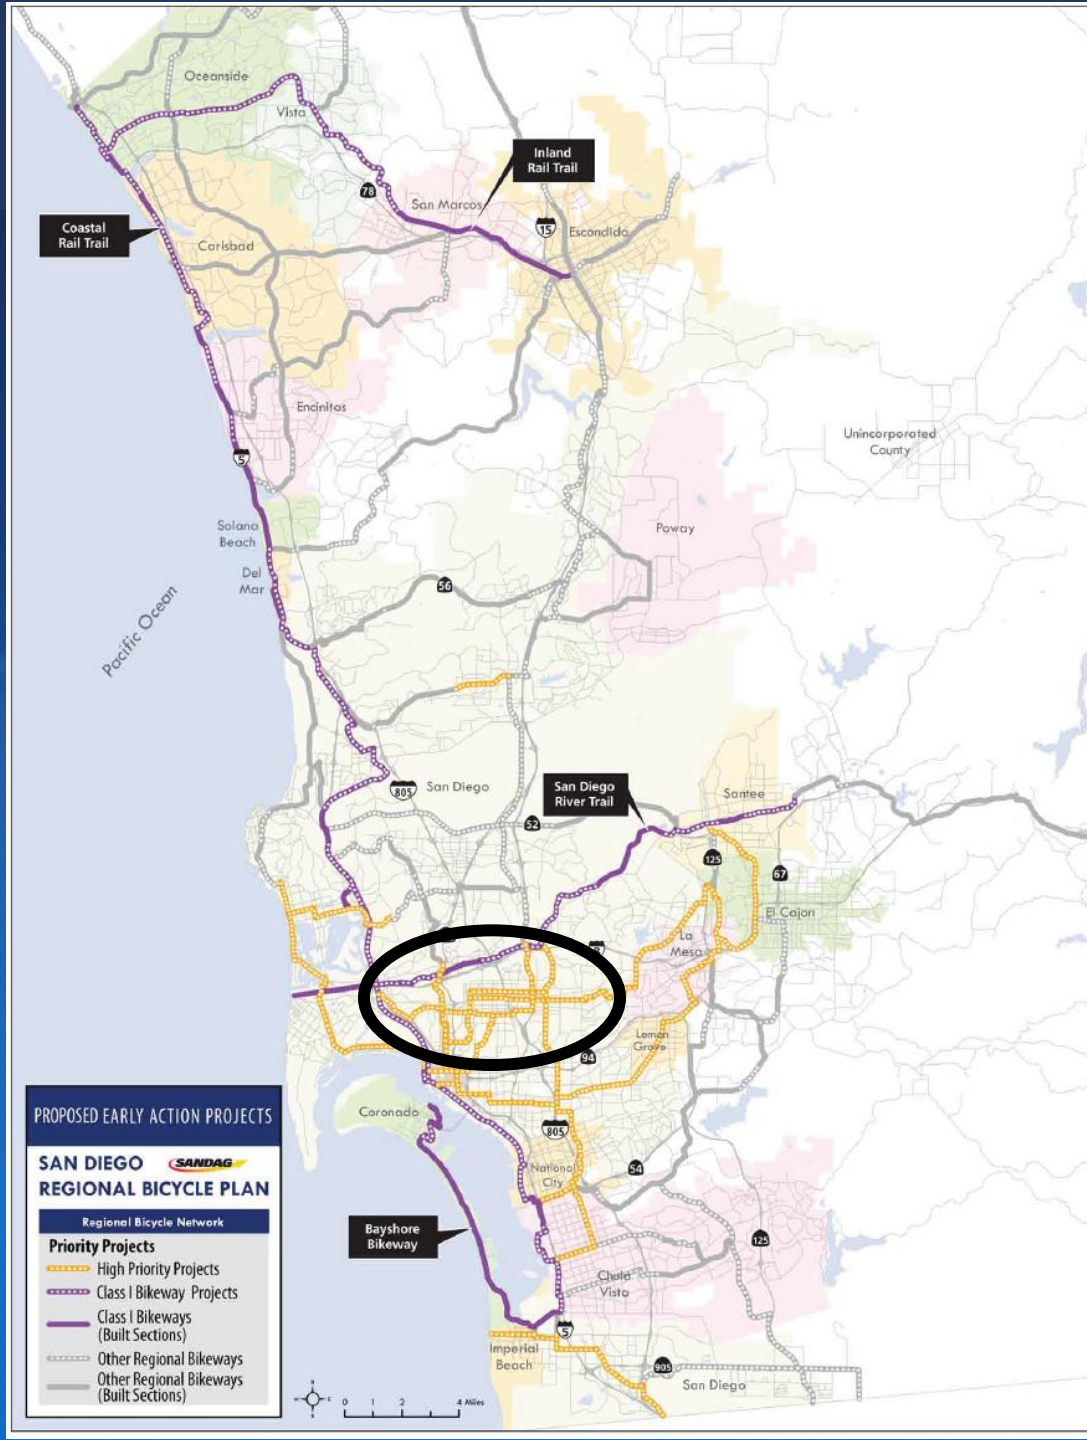 Oceanside
Vista
Inland
Rail Trail
78
San Marcos
15
Escondido
Coastal
Rail Trail
Carlsbad
Encinitas
Unincorporated
County
5
Solana
Beach
Poway
Del
Mar
56
Pacific Ocean
805
San Diego
San Diego
River Trail
Santee
52
125
67
El Cajon
La
Mesa
8
Lemon
Grove
94
Coronado
805
National
City
54
Bayshore
Bikeway
125
Chula
Vista
5
Imperial
Beach
905
San Diego
PROPOSED EARLY ACTION PROJECTS
SAN DIEGO SANDAG
REGIONAL BICYCLE PLAN
Regional Bicycle Network
Priority Projects
High Priority Projects
Class I Bikeway Projects
Class I Bikeways
(Built Sections)
Other Regional Bikeways
Other Regional Bikeways
(Built Sections)
N
W E
S
0 1 2 4 Miles